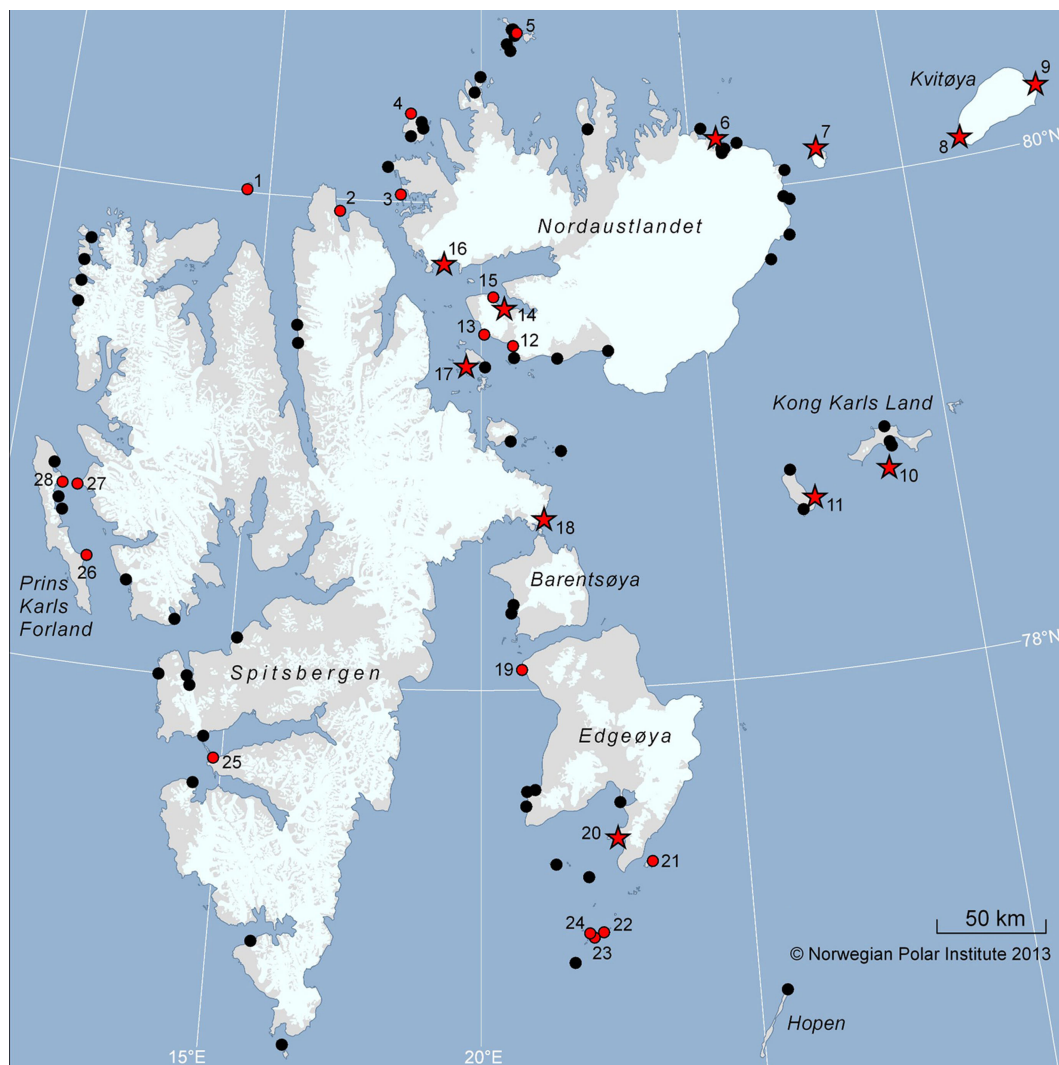 5
9
Kvitøya
4
6
7
8
80°N
1
2
3
Nordaustlandet
16
15
14
13
12
17
Kong Karls Land
10
28
27
11
18
26
Prins
Karls
Forland
Barentsøya
78°N
19
Spitsbergen
Edgeøya
25
20
21
24
22
23
50 km
© Norwegian Polar Institute 2013
Hopen
15°E
20°E